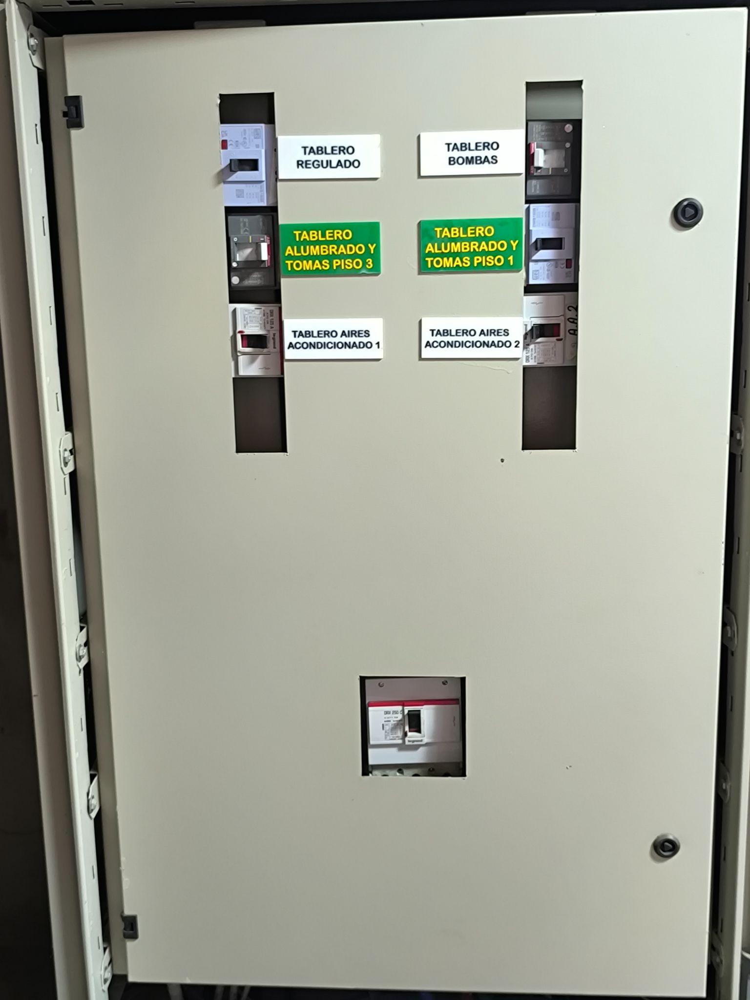 TABLERO
REGULADO
TABLERO
BOMBAS
TABLERO
ALUMBRADO Y
TOMAS PISO 3
TABLERO
ALUMBRADO Y
TOMAS PISO 1
TABLERO AIRES
ACONDICIONADO 1
TABLERO AIRES
ACONDICIONADO 2
A.A.2
DRX 125 A
legrand
DRX 125 A
DRX 250
legrand